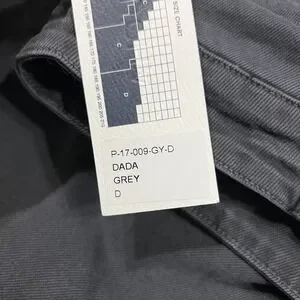 SIZE CHART
D
C
P-17-009-GY-D
DADA
GREY
D